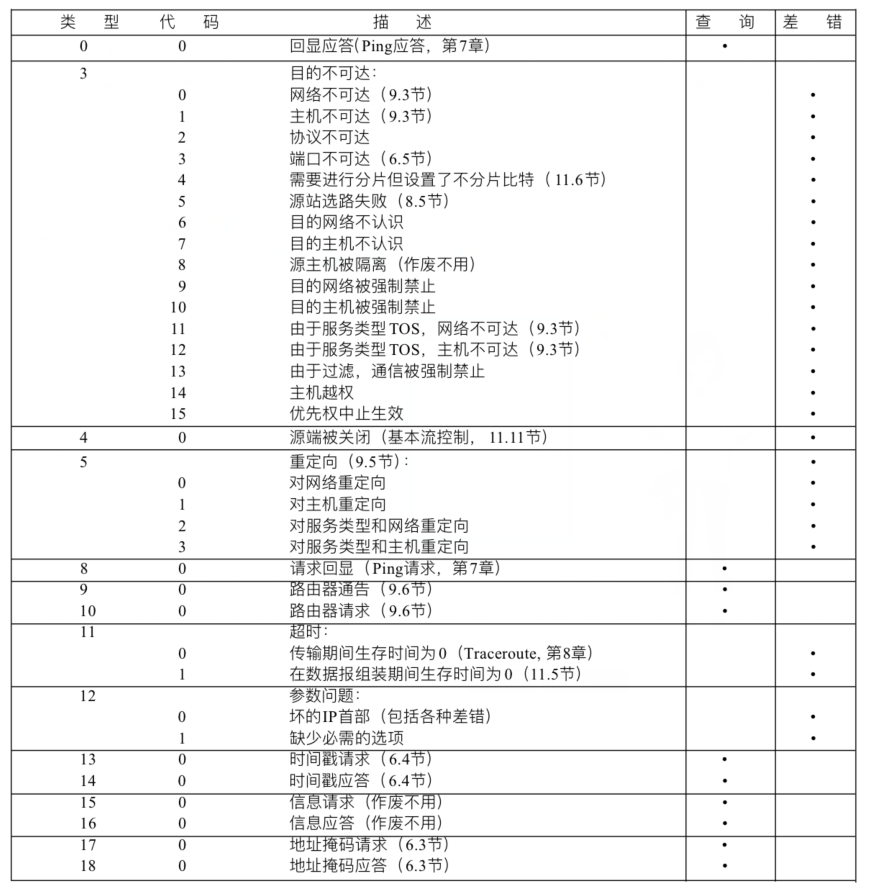 类 型 代 码 描 述 查 询 差 错
0 0 回显应答(Ping应答，第7章) •
3 目的不可达：
0 网络不可达（9.3节） •
1 主机不可达（9.3节） •
2 协议不可达 •
3 端口不可达（6.5节） •
4 需要进行分片但设置了不分片比特（11.6节） •
5 源站选路失败（8.5节） •
6 目的网络不认识 •
7 目的主机不认识 •
8 源主机被隔离（作废不用） •
9 目的网络被强制禁止 •
10 目的主机被强制禁止 •
11 由于服务类型TOS，网络不可达（9.3节） •
12 由于服务类型TOS，主机不可达（9.3节） •
13 由于过滤，通信被强制禁止 •
14 主机越权 •
15 优先权中止生效 •
4 0 源端被关闭（基本流控制，11.11节） •
5 重定向（9.5节）： •
0 对网络重定向 •
1 对主机重定向 •
2 对服务类型和网络重定向 •
3 对服务类型和主机重定向 •
8 0 请求回显（Ping请求，第7章） •
9 0 路由器通告（9.6节） •
10 0 路由器请求（9.6节） •
11 超时：
0 传输期间生存时间为0（Traceroute, 第8章） •
1 在数据报组装期间生存时间为0（11.5节） •
12 参数问题：
0 坏的IP首部（包括各种差错） •
1 缺少必需的选项 •
13 0 时间戳请求（6.4节） •
14 0 时间戳应答（6.4节） •
15 0 信息请求（作废不用） •
16 0 信息应答（作废不用） •
17 0 地址掩码请求（6.3节） •
18 0 地址掩码应答（6.3节） •